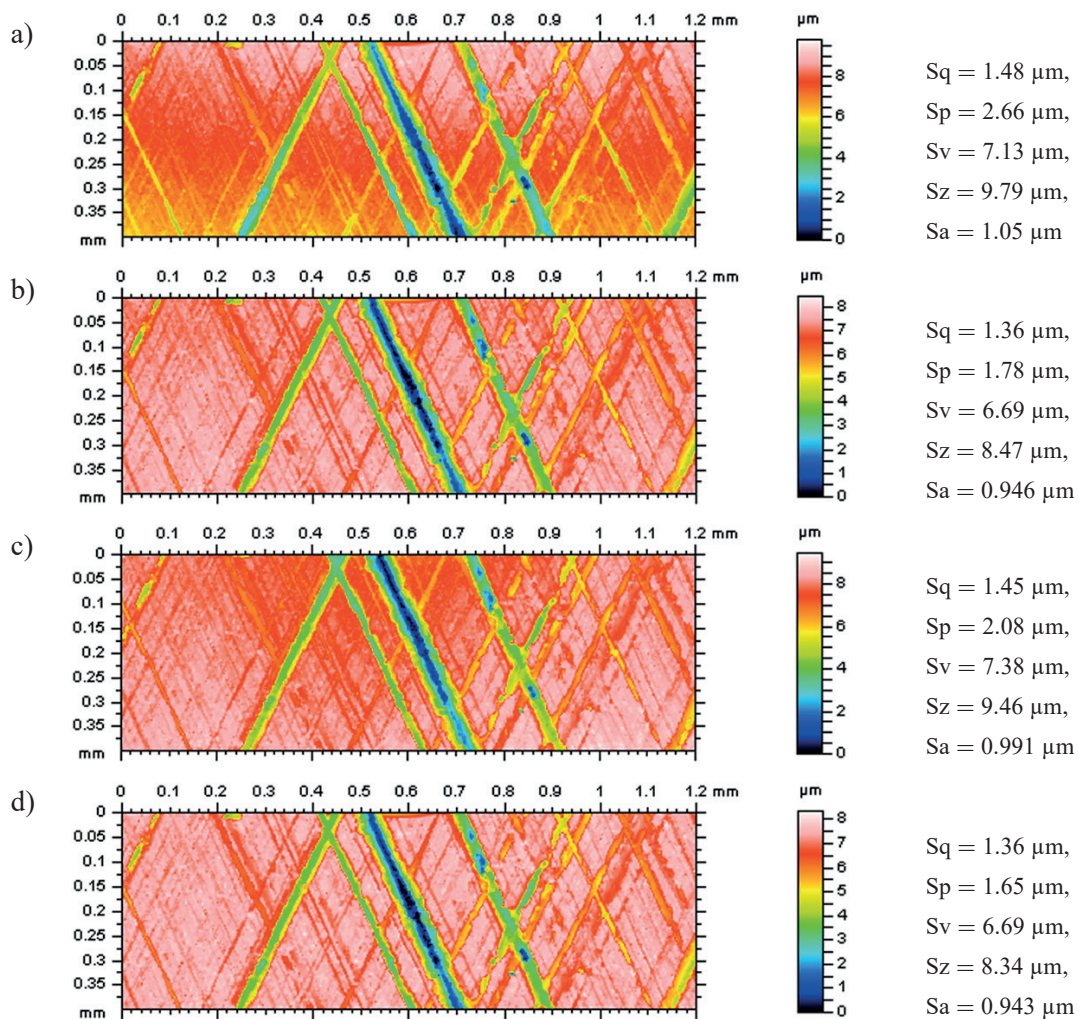 a)
0 0.1 0.2 0.3 0.4 0.5 0.6 0.7 0.8 0.9 1 1.1 1.2 mm
µm
0
0.05
0.1
0.15
0.2
0.25
0.3
0.35
mm
8
6
4
2
0
Sq = 1.48 µm,
Sp = 2.66 µm,
Sv = 7.13 µm,
Sz = 9.79 µm,
Sa = 1.05 µm
b)
0 0.1 0.2 0.3 0.4 0.5 0.6 0.7 0.8 0.9 1 1.1 1.2 mm
µm
0
0.05
0.1
0.15
0.2
0.25
0.3
0.35
mm
8
7
6
5
4
3
2
1
0
Sq = 1.36 µm,
Sp = 1.78 µm,
Sv = 6.69 µm,
Sz = 8.47 µm,
Sa = 0.946 µm
c)
0 0.1 0.2 0.3 0.4 0.5 0.6 0.7 0.8 0.9 1 1.1 1.2 mm
µm
0
0.05
0.1
0.15
0.2
0.25
0.3
0.35
mm
8
6
4
2
0
Sq = 1.45 µm,
Sp = 2.08 µm,
Sv = 7.38 µm,
Sz = 9.46 µm,
Sa = 0.991 µm
d)
0 0.1 0.2 0.3 0.4 0.5 0.6 0.7 0.8 0.9 1 1.1 1.2 mm
µm
0
0.05
0.1
0.15
0.2
0.25
0.3
0.35
mm
8
7
6
5
4
3
2
1
0
Sq = 1.36 µm,
Sp = 1.65 µm,
Sv = 6.69 µm,
Sz = 8.34 µm,
Sa = 0.943 µm